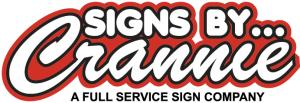 SIGNS BY...
Crannie
A FULL SERVICE SIGN COMPANY